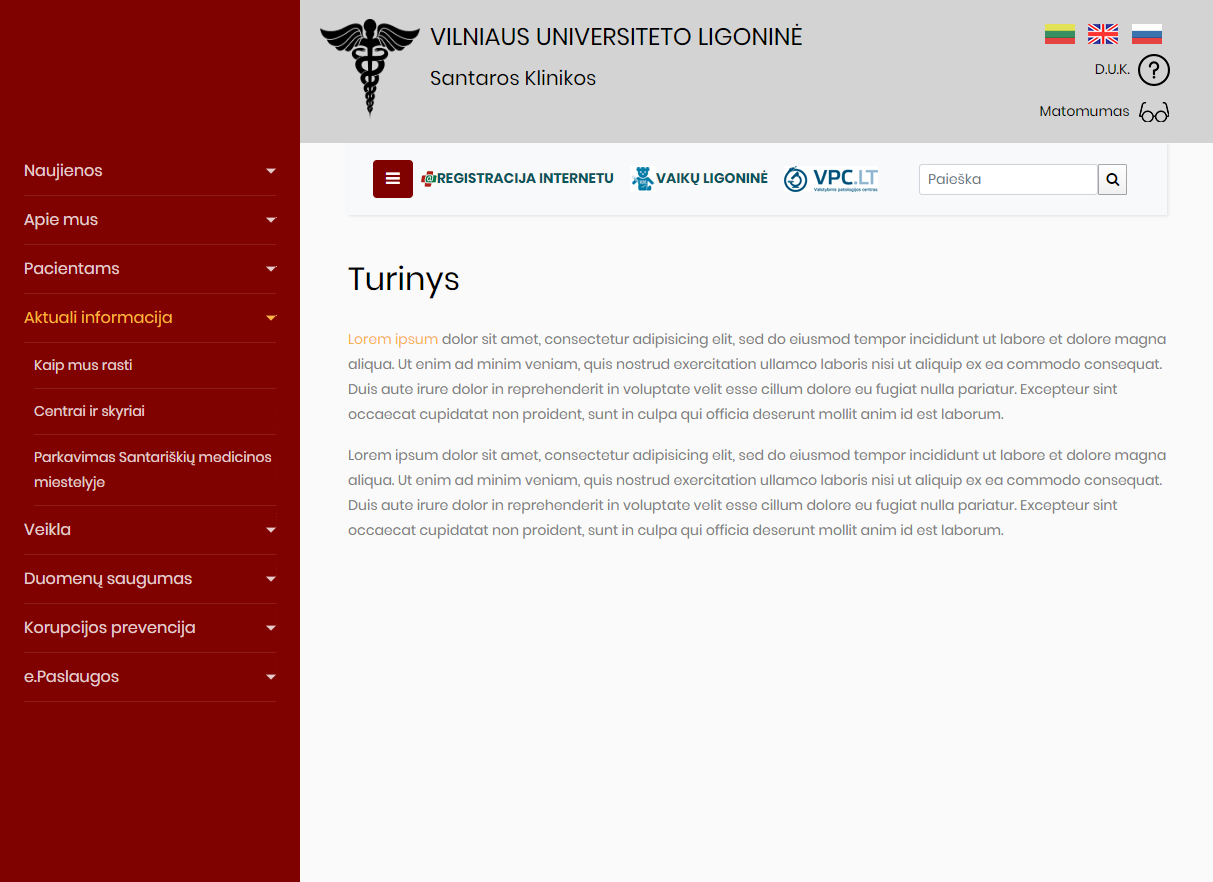 VILNIAUS UNIVERSITETO LIGONINĖ
Santaros Klinikos
D.U.K.
Matomumas
Naujienos
Apie mus
Pacientams
Aktuali informacija
Kaip mus rasti
Centrai ir skyriai
Parkavimas Santariškių medicinos
miestelyje
Veikla
Duomenų saugumas
Korupcijos prevencija
e.Paslaugos
@REGISTRACIJA INTERNETU VAIKŲ LIGONINĖ VPC.LT Paieška
Valstybinis patologijos centras
Turinys
Lorem ipsum dolor sit amet, consectetur adipisicing elit, sed do eiusmod tempor incididunt ut labore et dolore magna
aliqua. Ut enim ad minim veniam, quis nostrud exercitation ullamco laboris nisi ut aliquip ex ea commodo consequat.
Duis aute irure dolor in reprehenderit in voluptate velit esse cillum dolore eu fugiat nulla pariatur. Excepteur sint
occaecat cupidatat non proident, sunt in culpa qui officia deserunt mollit anim id est laborum.
Lorem ipsum dolor sit amet, consectetur adipisicing elit, sed do eiusmod tempor incididunt ut labore et dolore magna
aliqua. Ut enim ad minim veniam, quis nostrud exercitation ullamco laboris nisi ut aliquip ex ea commodo consequat.
Duis aute irure dolor in reprehenderit in voluptate velit esse cillum dolore eu fugiat nulla pariatur. Excepteur sint
occaecat cupidatat non proident, sunt in culpa qui officia deserunt mollit anim id est laborum.